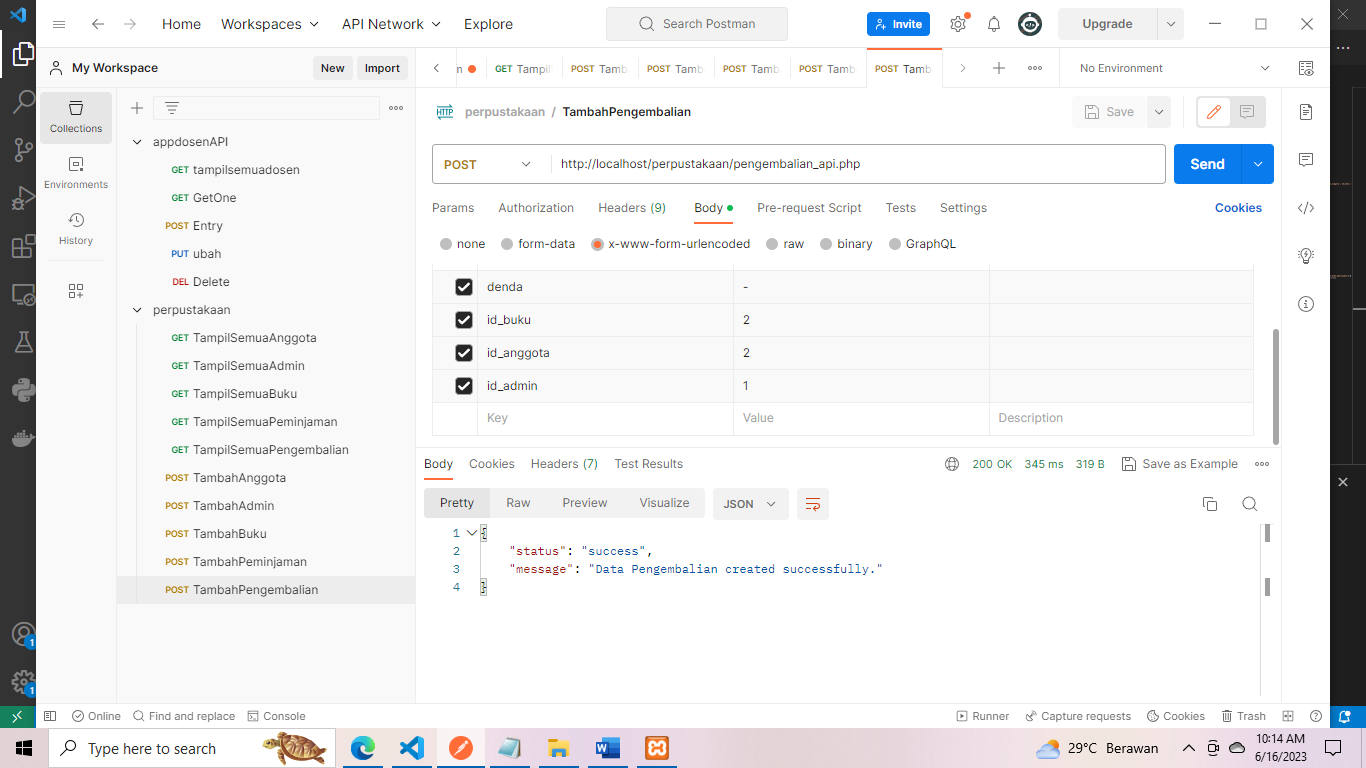 Home Workspaces API Network Explore Search Postman Invite Upgrade
My Workspace New Import
GET Tampil POST Tamb POST Tamb POST Tamb POST Tamb POST Tamb No Environment
Collections
Environments
History
appdosenAPI
GET tampilsemuadosen
GET GetOne
POST Entry
PUT ubah
DEL Delete
perpustakaan
GET TampilSemuaAnggota
GET TampilSemuaAdmin
GET TampilSemuaBuku
GET TampilSemuaPeminjaman
GET TampilSemuaPengembalian
POST TambahAnggota
POST TambahAdmin
POST TambahBuku
POST TambahPeminjaman
POST TambahPengembalian
HTTP perpustakaan / TambahPengembalian Save
POST http://localhost/perpustakaan/pengembalian_api.php Send
Params Authorization Headers (9) Body Pre-request Script Tests Settings Cookies
none form-data x-www-form-urlencoded raw binary GraphQL
denda -
id_buku 2
id_anggota 2
id_admin 1
Key Value Description
Body Cookies Headers (7) Test Results 200 OK 345 ms 319 B Save as Example
Pretty Raw Preview Visualize JSON
1 {
2 "status": "success",
3 "message": "Data Pengembalian created successfully."
4 }
1
1
Online Find and replace Console Runner Capture requests Cookies Trash
Type here to search 29°C Berawan 10:14 AM
6/16/2023